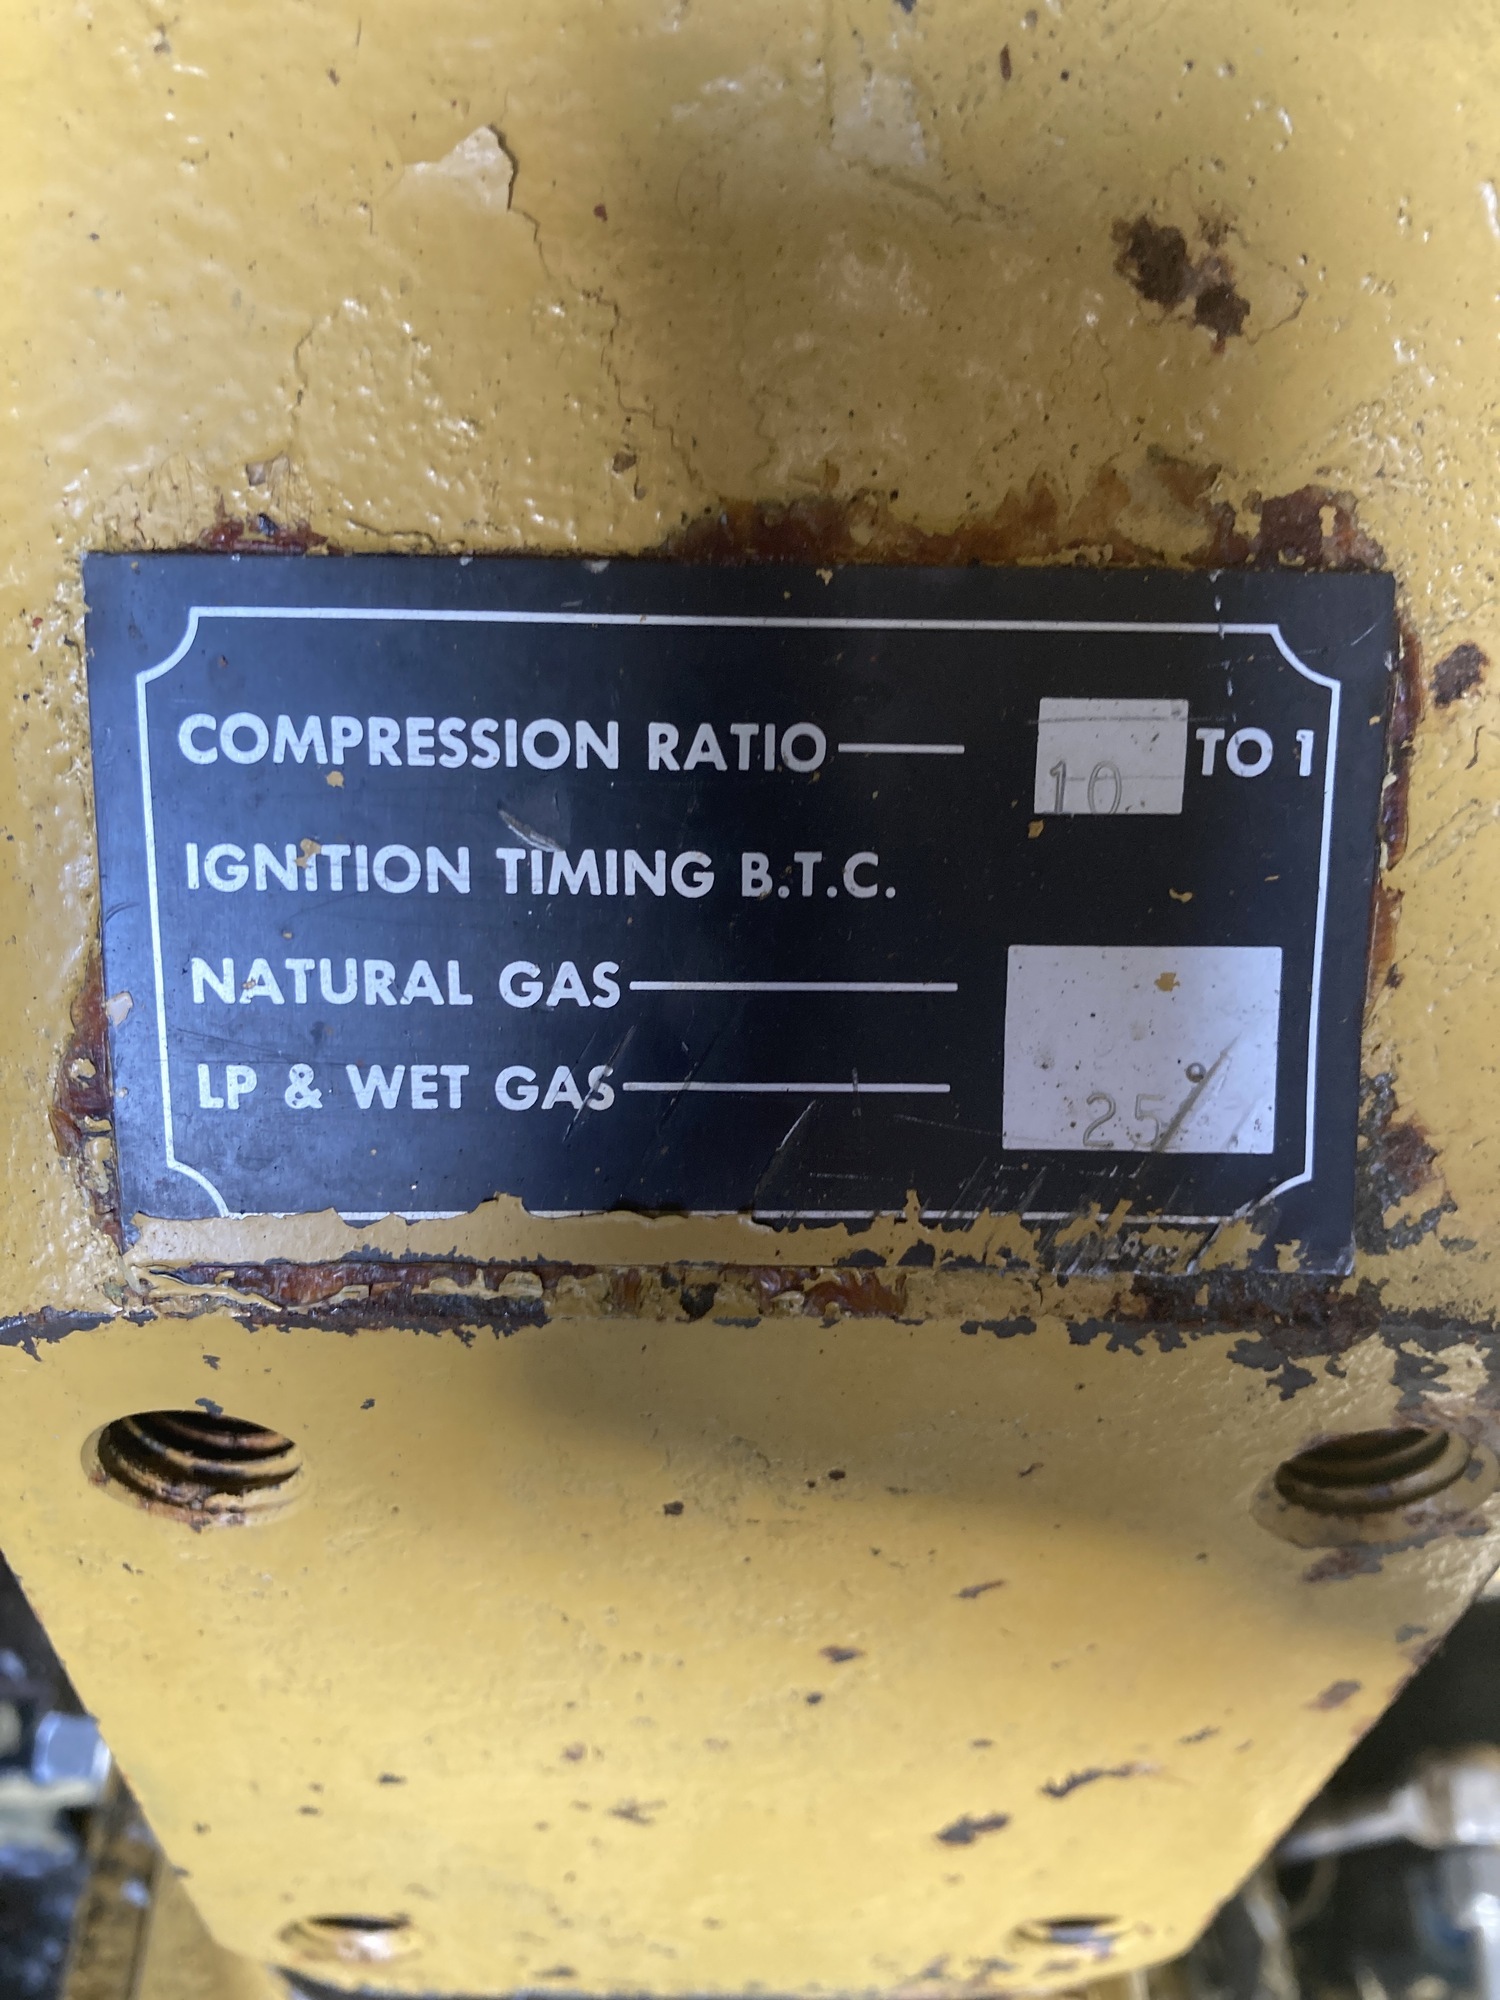 COMPRESSION RATIO 10 TO 1
IGNITION TIMING B.T.C.
NATURAL GAS
LP & WET GAS 25°